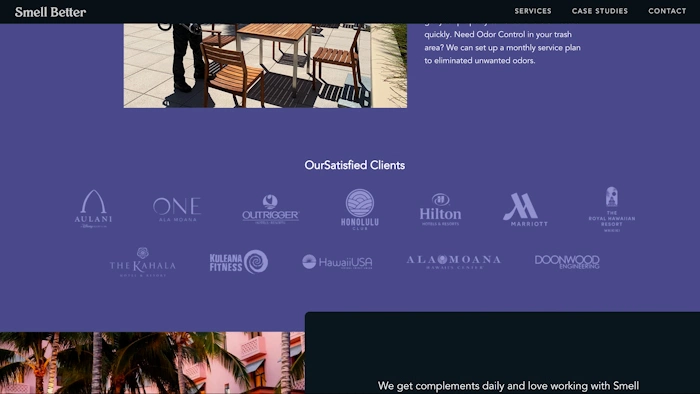 Smell Better
SERVICES CASE STUDIES CONTACT
quickly. Need Odor Control in your trash
area? We can set up a monthly service plan
to eliminated unwanted odors.
OurSatisfied Clients
AULANI
ONE
ALA MOANA
OUTRIGGER
HONOLULU
CLUB
Hilton
HOTELS & RESORTS
MARRIOTT
THE
ROYAL HAWAIIAN
RESORT
WAIKIKI
THE KAHALA
HOTEL & RESORT
KULEANA
FITNESS
HawaiiUSA
ALA MOANA
HAWAII'S CENTER
DOONWOOD
ENGINEERING
We get complements daily and love working with Smell